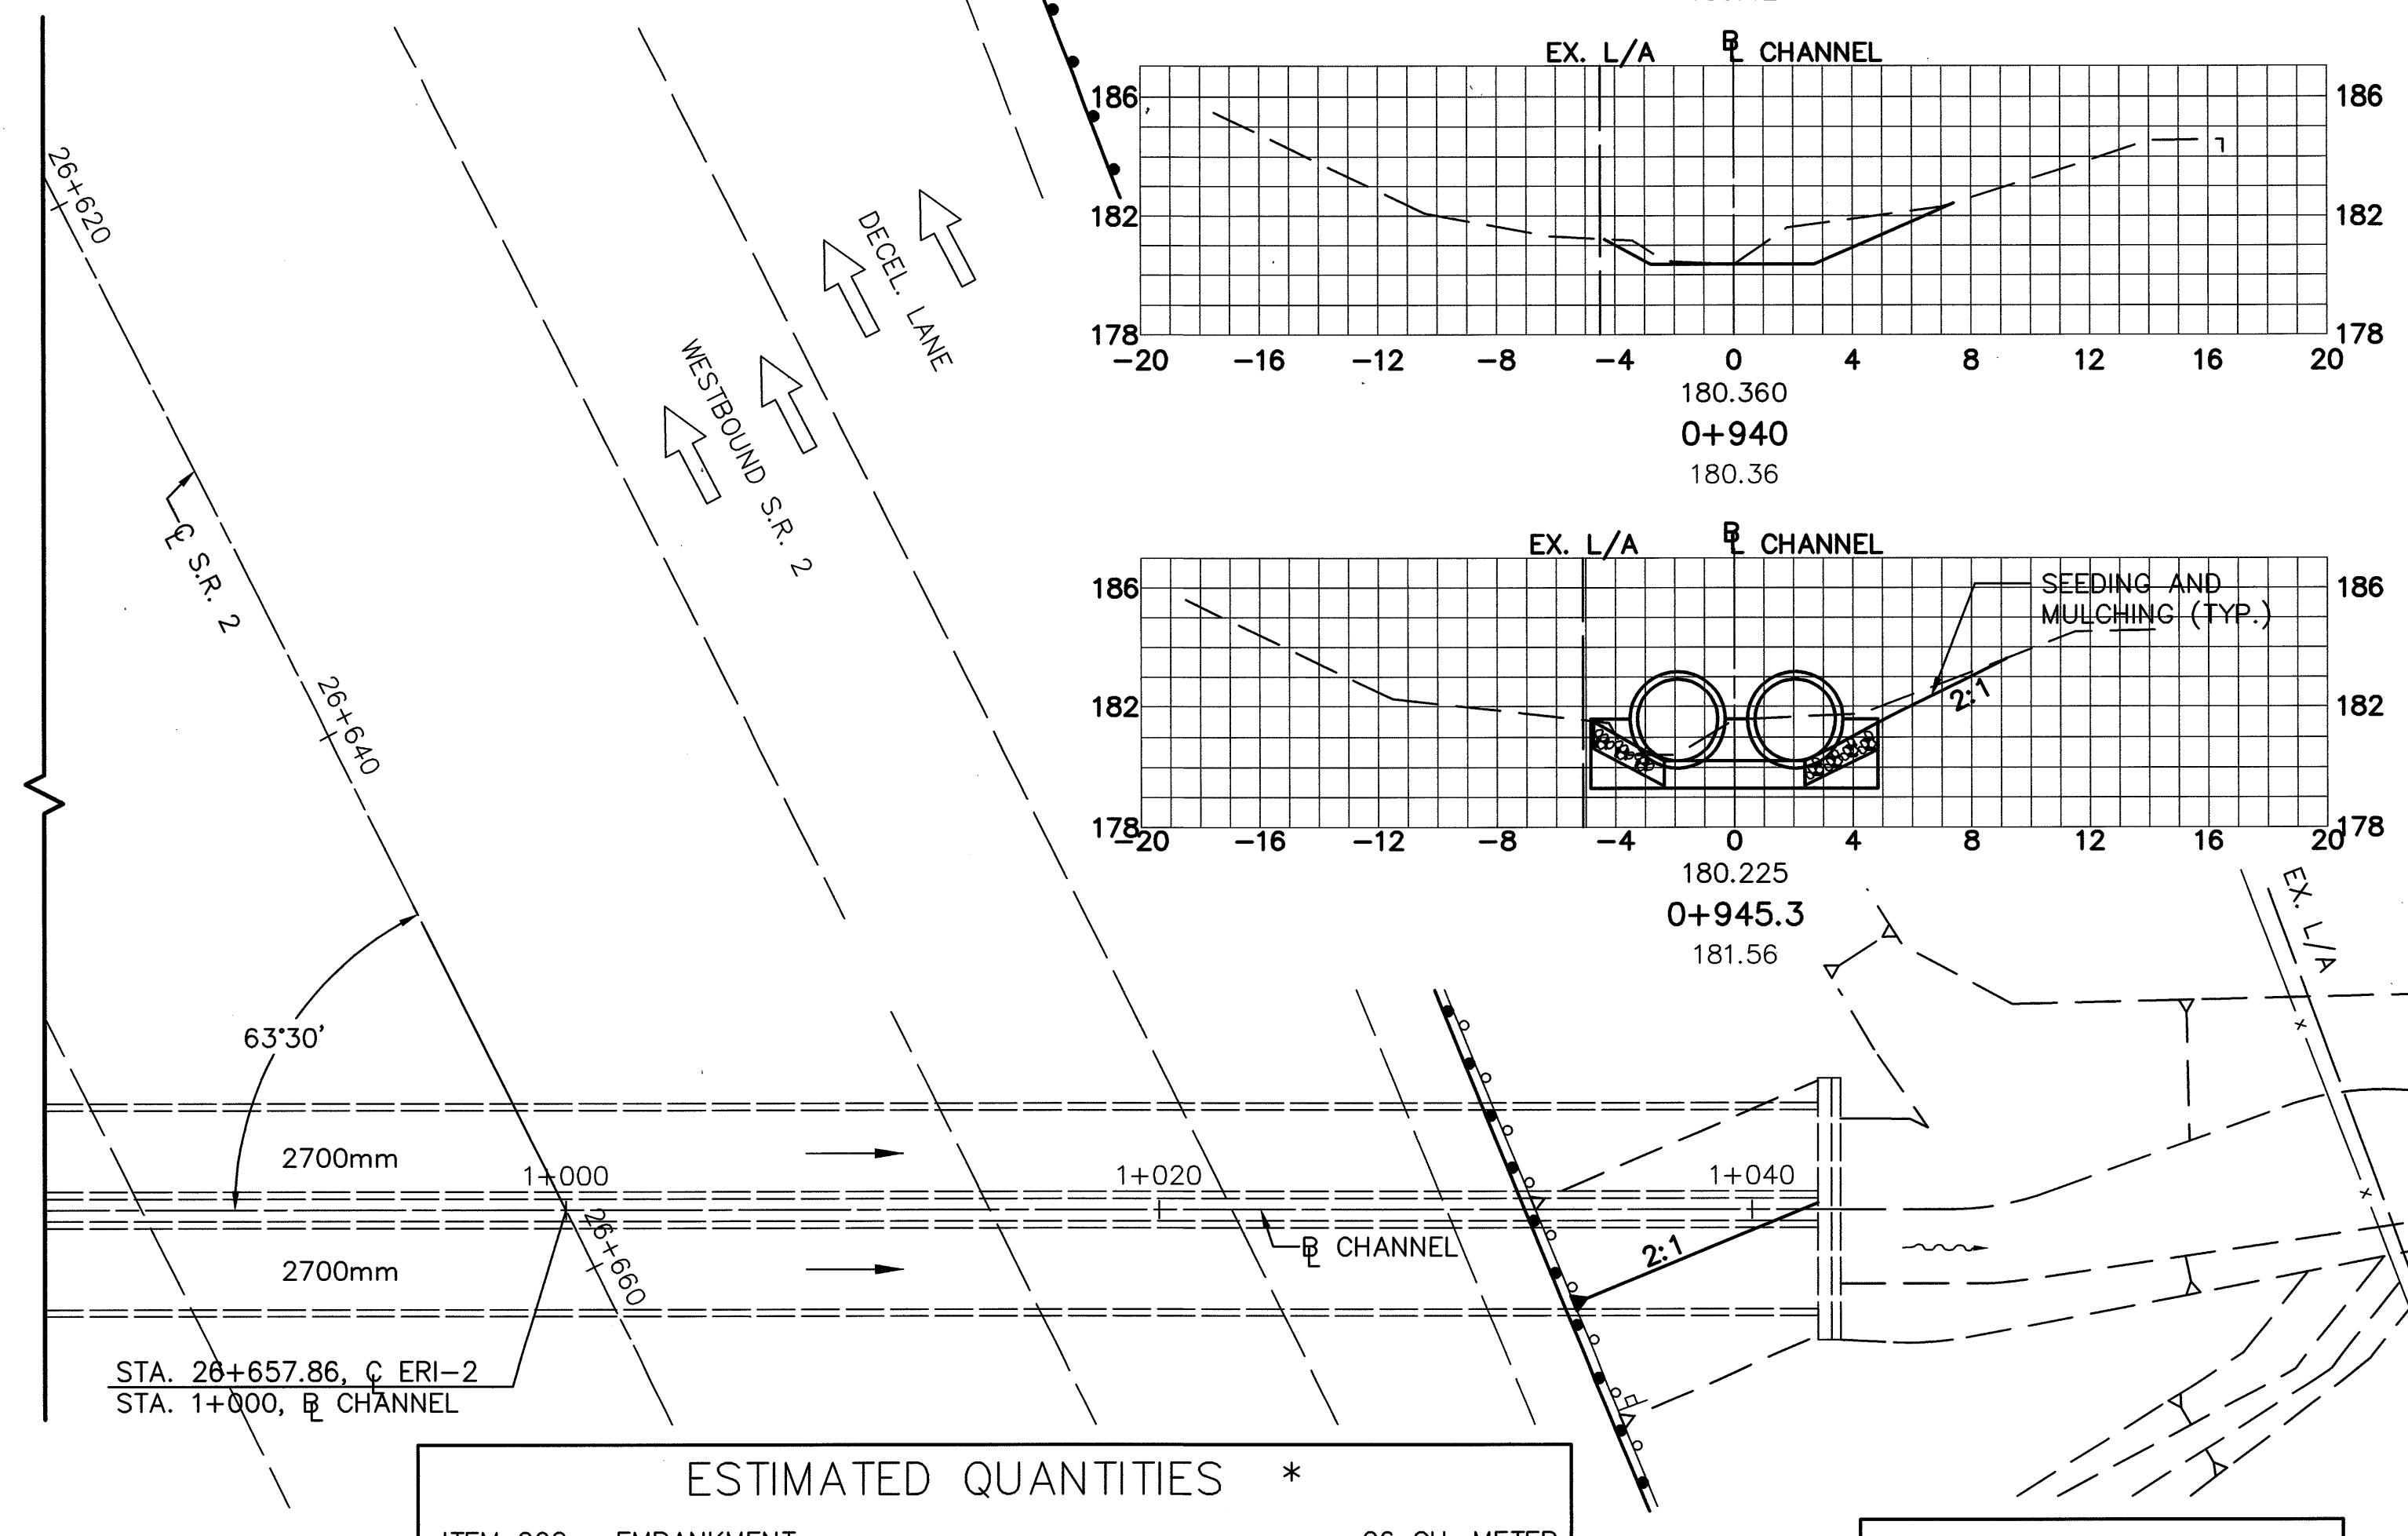 EX. L/A
B CHANNEL
186
186
182
182
178
178
-20 -16 -12 -8 -4 0 4 8 12 16 20
180.360
0+940
180.36
EX. L/A
B CHANNEL
SEEDING AND
MULCHING (TYP.)
186
186
2:1
182
182
178
178
-20 -16 -12 -8 -4 0 4 8 12 16 20
180.225
0+945.3
181.56
26+620
DECEL. LANE
WESTBOUND S.R. 2
℄ S.R. 2
26+640
EX. L/A
63°30'
2700mm
1+000
1+020
1+040
26+660
B CHANNEL
2:1
2700mm
STA. 26+657.86, ℄ ERI-2
STA. 1+000, B CHANNEL
ESTIMATED QUANTITIES *
EMBANKMENT
CU. METER